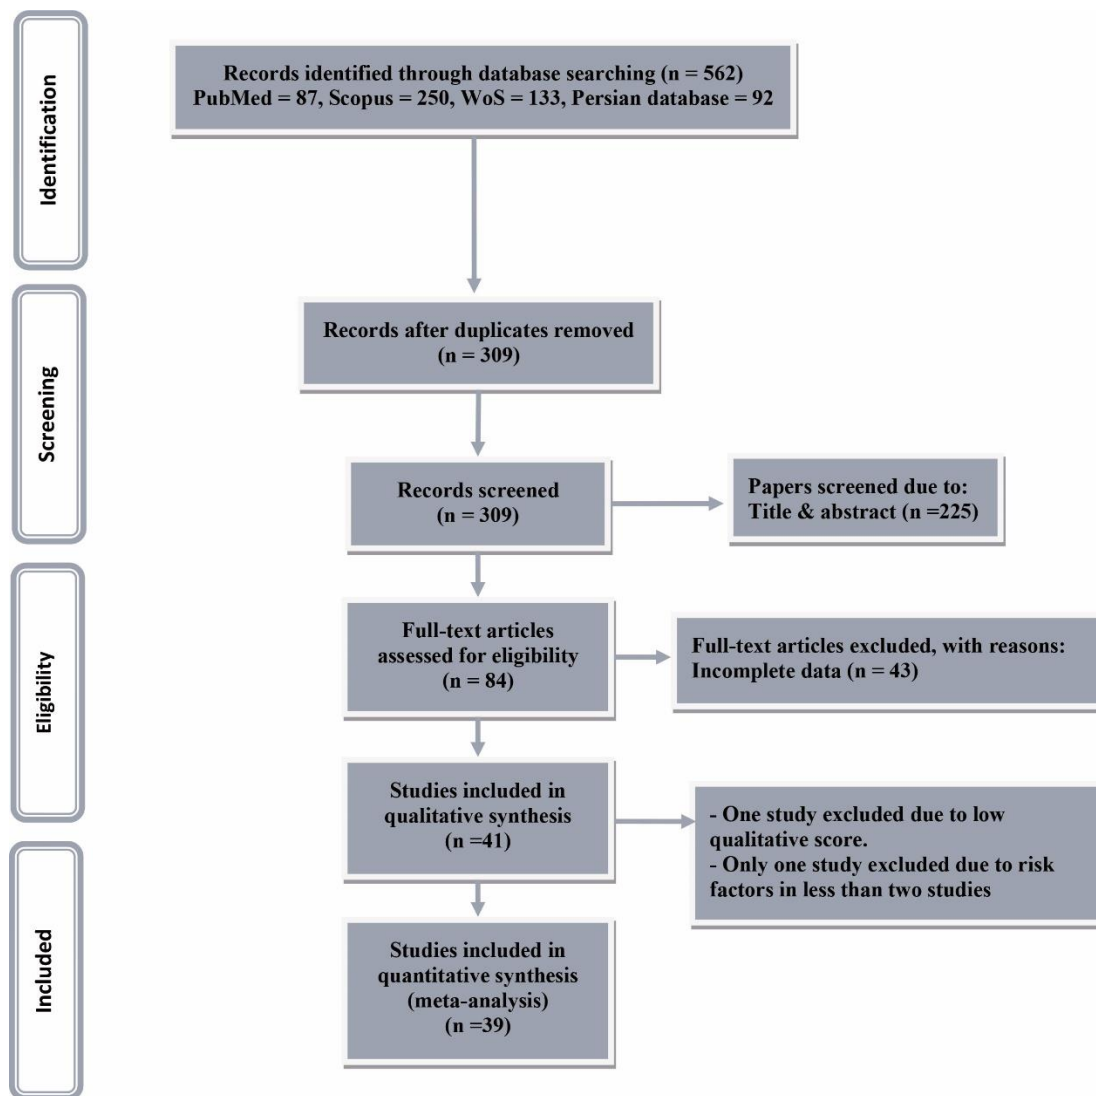 Identification
Records identified through database searching (n = 562)
PubMed = 87, Scopus = 250, WoS = 133, Persian database = 92
Screening
Records after duplicates removed
(n = 309)
Records screened
(n = 309)
Papers screened due to:
Title & abstract (n =225)
Eligibility
Full-text articles
assessed for eligibility
(n = 84)
Full-text articles excluded, with reasons:
Incomplete data (n = 43)
Studies included in
qualitative synthesis
(n =41)
- One study excluded due to low
qualitative score.
- Only one study excluded due to risk
factors in less than two studies
Included
Studies included in
quantitative synthesis
(meta-analysis)
(n =39)